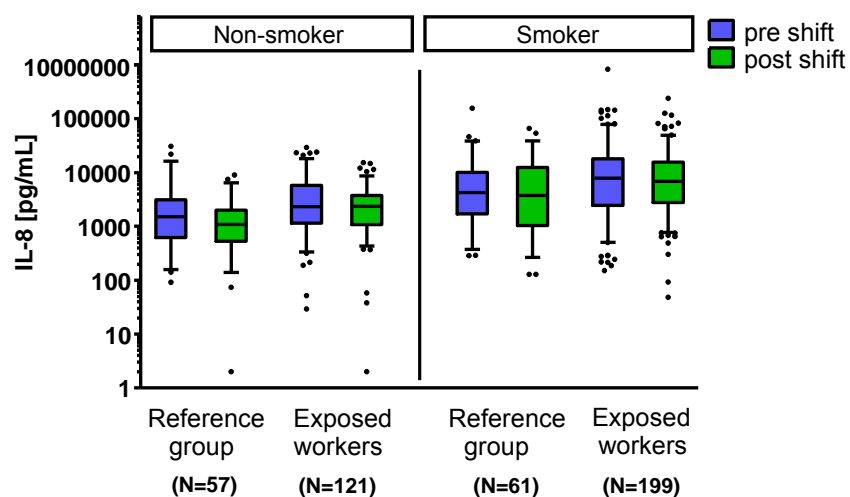 Non-smoker
Smoker
pre shift
post shift
IL-8 [pg/mL]
10000000
100000
10000
1000
100
10
1
Reference group
Exposed workers
Reference group
Exposed workers
(N=57)
(N=121)
(N=61)
(N=199)